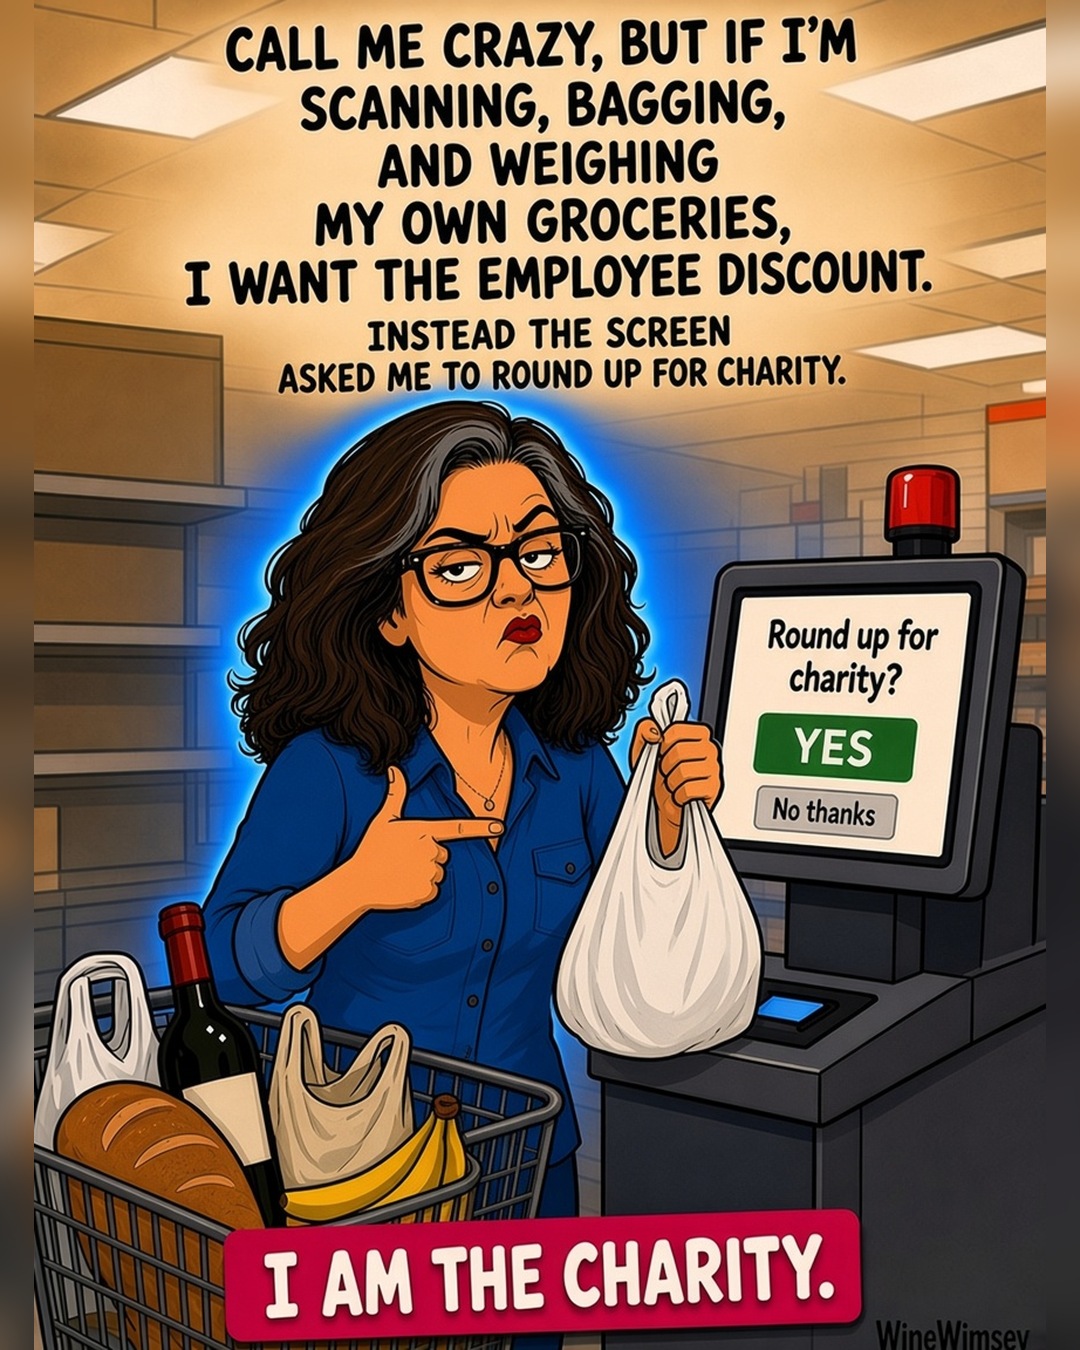 CALL ME CRAZY, BUT IF I'M
SCANNING, BAGGING,
AND WEIGHING
MY OWN GROCERIES,
I WANT THE EMPLOYEE DISCOUNT.
INSTEAD THE SCREEN
ASKED ME TO ROUND UP FOR CHARITY.
Round up for
charity?
YES
No thanks
I AM THE CHARITY.
WineWimsey